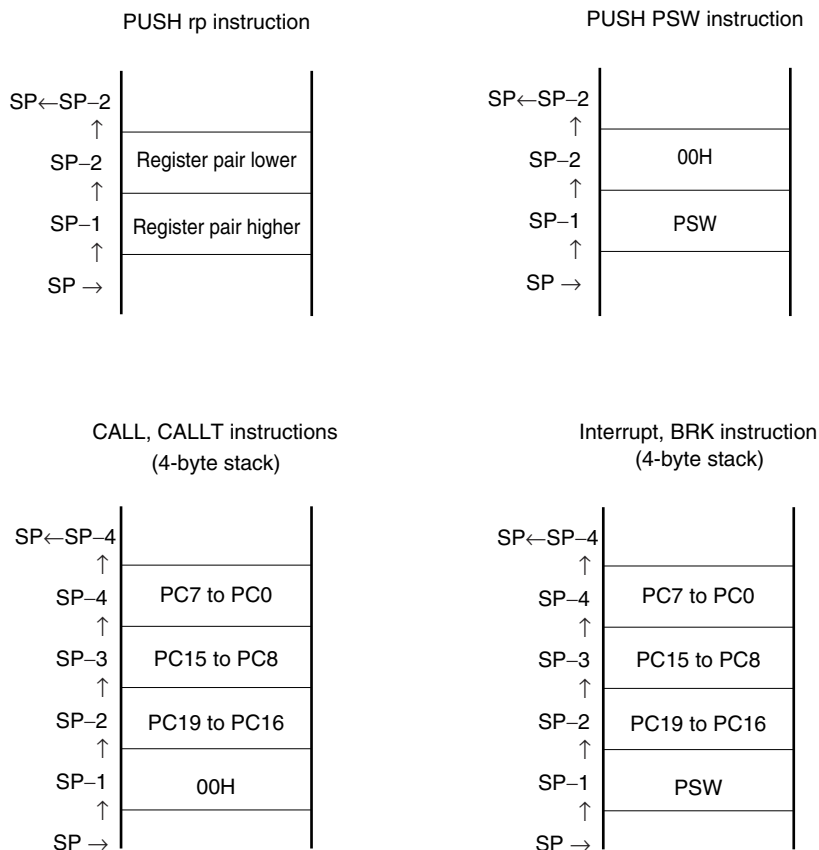 PUSH rp instruction
SP←SP–2
↑
SP–2
Register pair lower
↑
SP–1
Register pair higher
↑
SP →
PUSH PSW instruction
SP←SP–2
↑
SP–2
00H
↑
SP–1
PSW
↑
SP →
CALL, CALLT instructions
(4-byte stack)
SP←SP–4
↑
SP–4
PC7 to PC0
↑
SP–3
PC15 to PC8
↑
SP–2
PC19 to PC16
↑
SP–1
00H
↑
SP →
Interrupt, BRK instruction
(4-byte stack)
SP←SP–4
↑
SP–4
PC7 to PC0
↑
SP–3
PC15 to PC8
↑
SP–2
PC19 to PC16
↑
SP–1
PSW
↑
SP →